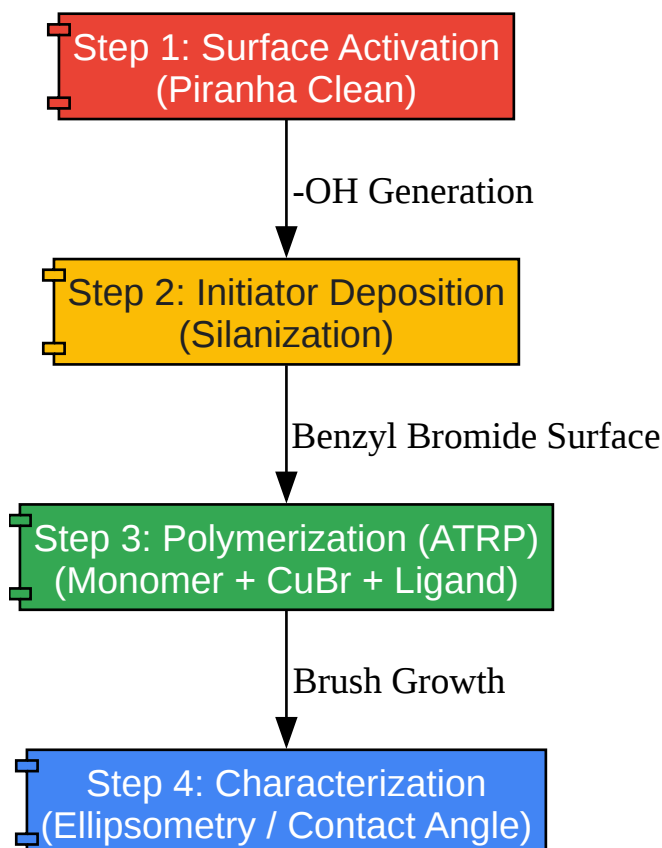 Step 1: Surface Activation
(Piranha Clean)
-OH Generation
Step 2: Initiator Deposition
(Silanization)
Benzyl Bromide Surface
Step 3: Polymerization (ATRP)
(Monomer + CuBr + Ligand)
Brush Growth
Step 4: Characterization
(Ellipsometry / Contact Angle)